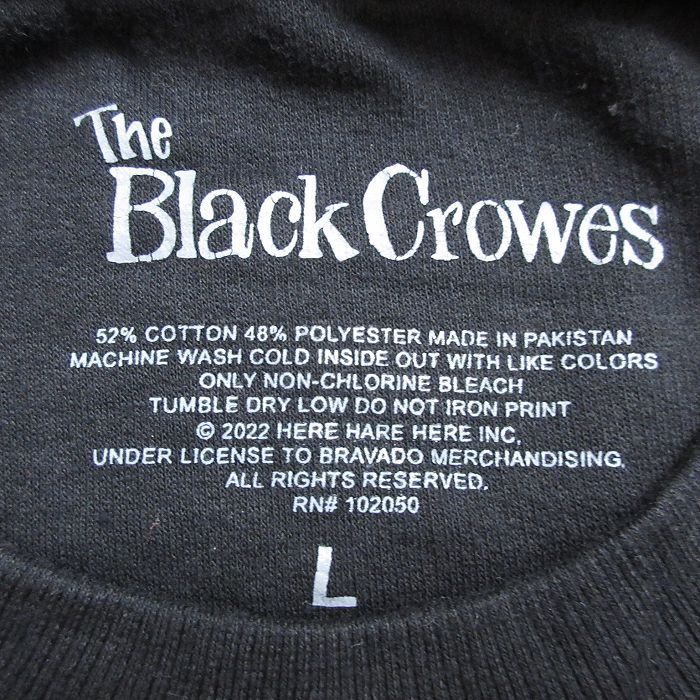 The
Black Crowes
52% COTTON 48% POLYESTER MADE IN PAKISTAN
MACHINE WASH COLD INSIDE OUT WITH LIKE COLORS
ONLY NON-CHLORINE BLEACH
TUMBLE DRY LOW DO NOT IRON PRINT
© 2022 HERE HARE HERE INC.
UNDER LICENSE TO BRAVADO MERCHANDISING.
ALL RIGHTS RESERVED.
RN# 102050
L